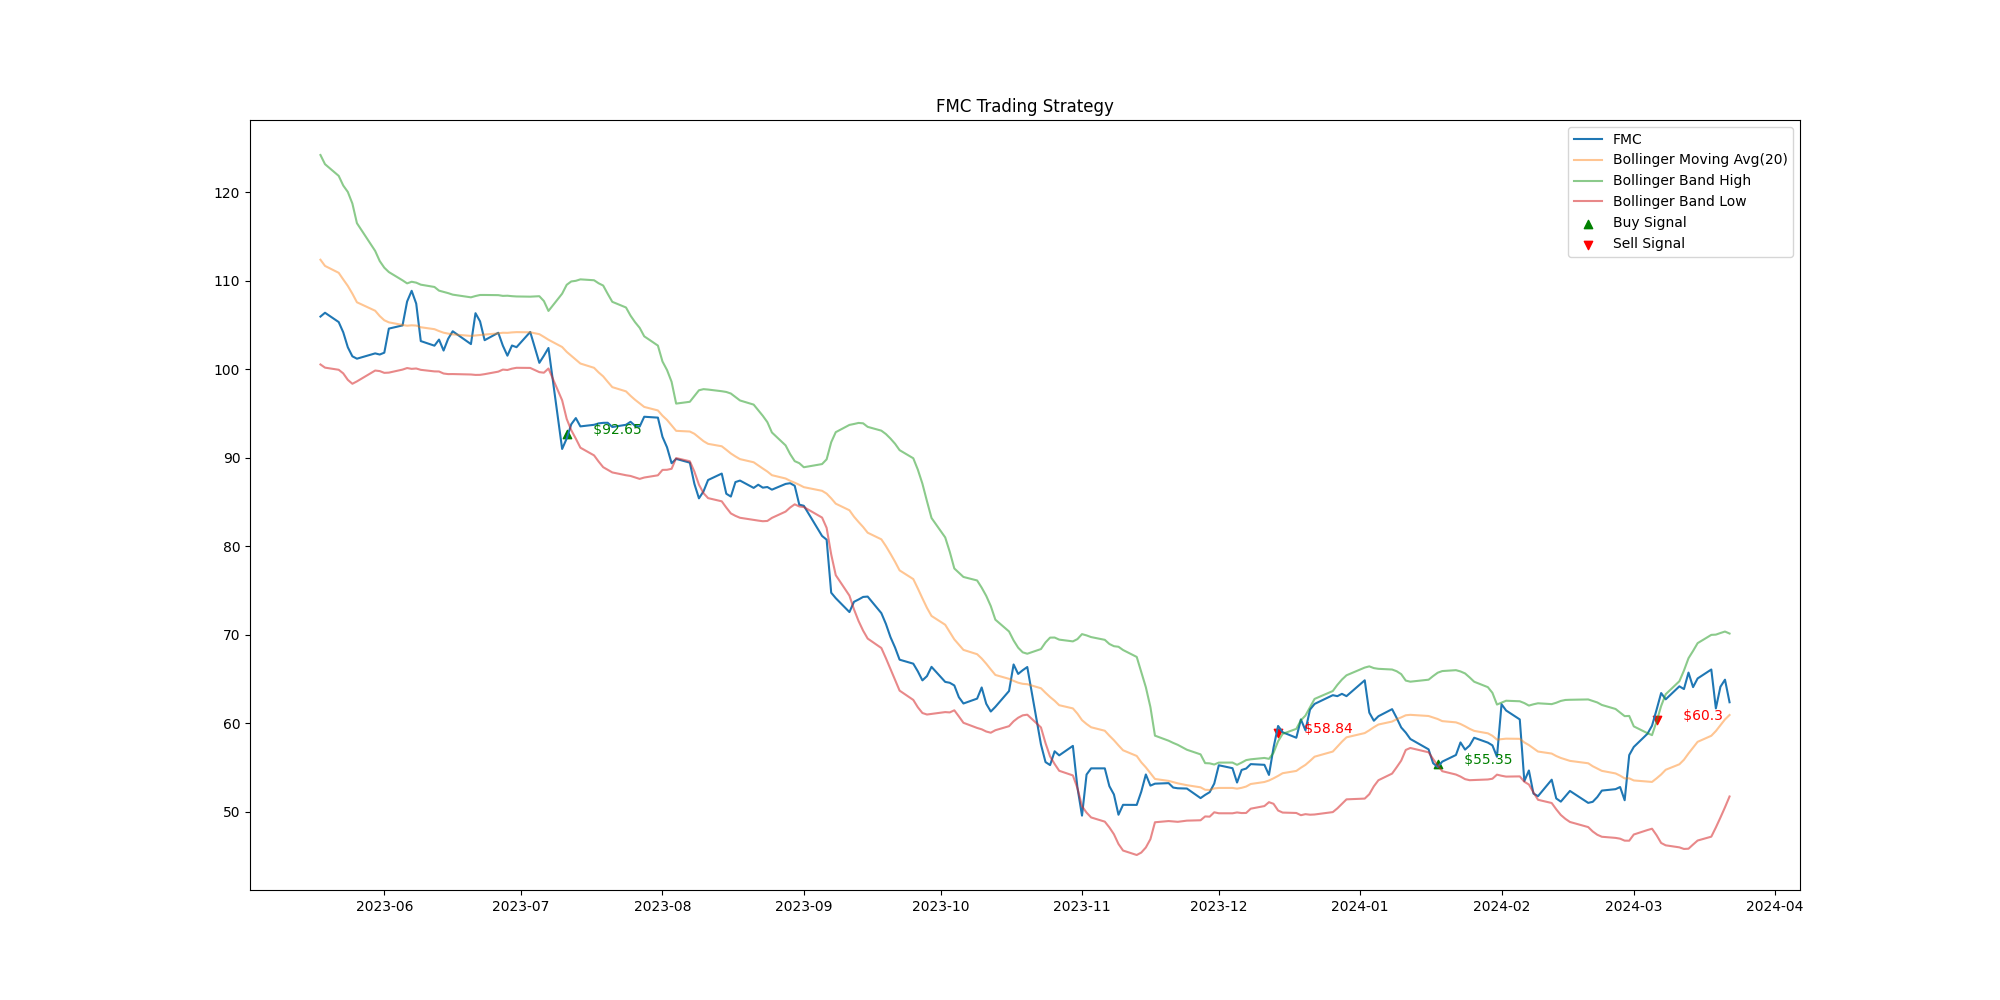 FMC Trading Strategy
FMC
Bollinger Moving Avg(20)
Bollinger Band High
Bollinger Band Low
Buy Signal
Sell Signal
120
110
100
90
80
70
60
50
$92.65
$58.84
$55.35
$60.3
2023-06 2023-07 2023-08 2023-09 2023-10 2023-11 2023-12 2024-01 2024-02 2024-03 2024-04